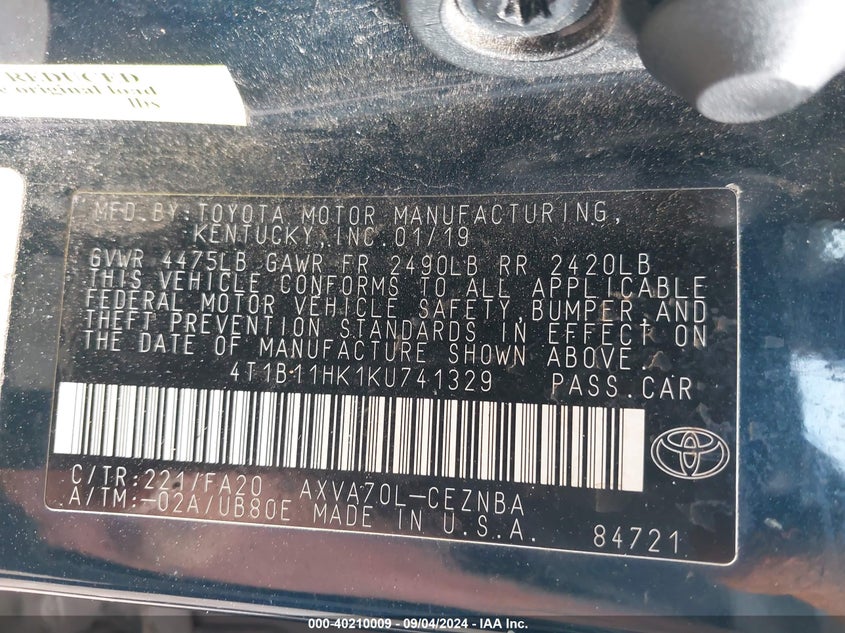 REDUCED
original load
lbs
MFD.BY:TOYOTA MOTOR MANUFACTURING,
KENTUCKY,INC.01/19
GVWR 4475LB GAWR FR 2490LB RR 2420LB
THIS VEHICLE CONFORMS TO ALL APPLICABLE
FEDERAL MOTOR VEHICLE SAFETY,BUMPER,AND
THEFT PREVENTION STANDARDS IN EFFECT ON
THE DATE OF MANUFACTURE SHOWN ABOVE.
4T1B11HK1KU741329 PASS.CAR
C/TR:221/FA20 AXVA70L-CEZNBA
A/TM:-02A/UB80E MADE IN U.S.A.
84721
000-40210009 - 09/04/2024 - IAA Inc.